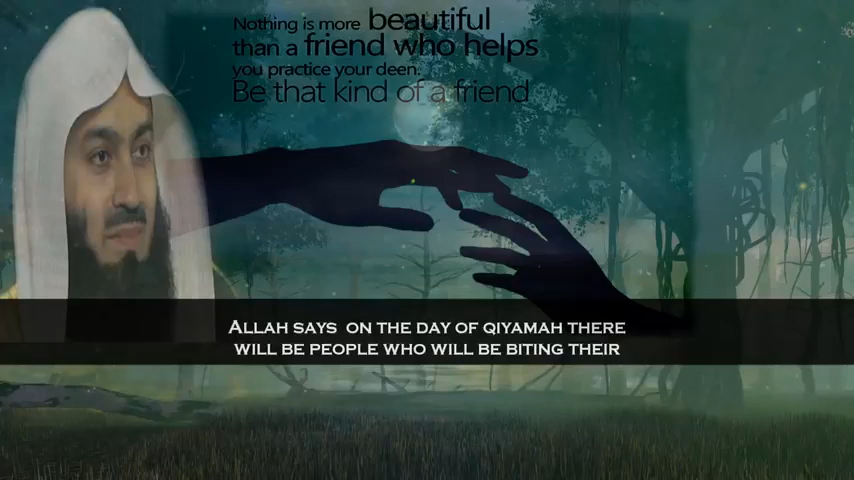 Nothing is more beautiful
than a friend who helps
you practice your deen.
Be that kind of a friend
ALLAH SAYS ON THE DAY OF QIYAMAH THERE
WILL BE PEOPLE WHO WILL BE BITING THEIR